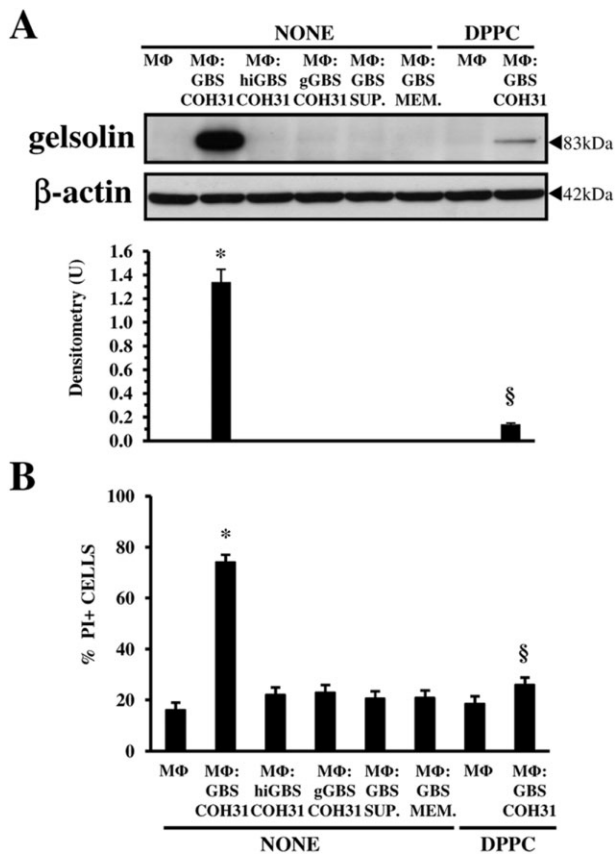 A
NONE DPPC
MΦ MΦ: MΦ: MΦ: MΦ: MΦ: MΦ MΦ:
GBS hiGBS gGBS GBS GBS GBS
COH31 COH31 COH31 SUP. MEM. COH31
gelsolin 83kDa
β-actin 42kDa
Densitometry (U)
1.6
1.4
1.2
1.0
0.8
0.6
0.4
0.2
0.0
*
§
B
% PI+ CELLS
100
80
60
40
20
0
*
§
MΦ MΦ: MΦ: MΦ: MΦ: MΦ: MΦ MΦ:
GBS hiGBS gGBS GBS GBS GBS
COH31 COH31 COH31 SUP. MEM. COH31
NONE DPPC